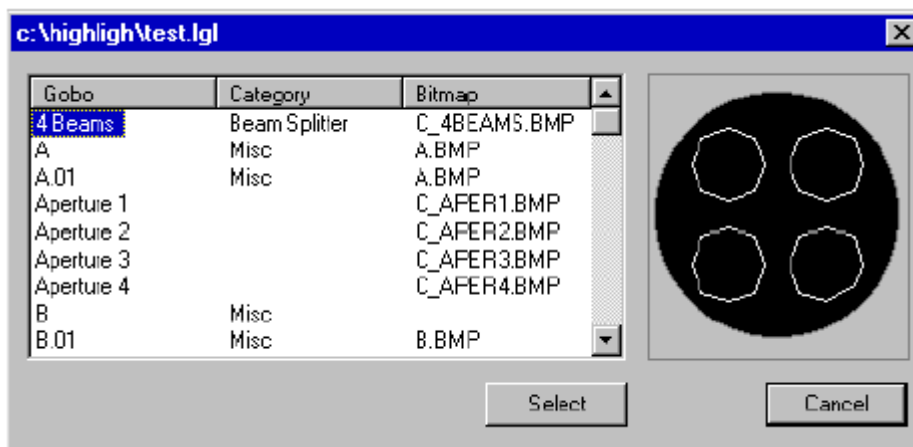 c:\highligh\test.lgl
Gobo Category Bitmap
4 Beams Beam Splitter C_4BEAMS.BMP
A Misc A.BMP
A.01 Misc A.BMP
Aperture 1 C_APER1.BMP
Aperture 2 C_APER2.BMP
Aperture 3 C_APER3.BMP
Aperture 4 C_APER4.BMP
B Misc
B.01 Misc B.BMP
Select Cancel